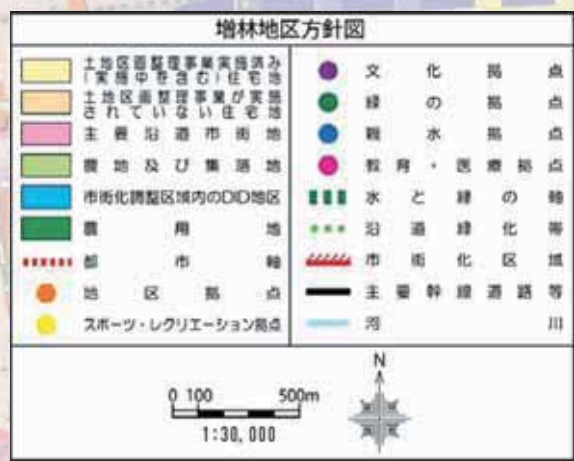 増林地区方針図
土地区画整理事業実施済み
(実施中を含む)住宅地
土地区画整理事業が実施
されていない住宅地
主要沿道市街地
農地及び集落地
市街化調整区域内のDID地区
農用地
都市軸
地区拠点
スポーツ・レクリエーション拠点
文化拠点
緑の拠点
親水拠点
教育・医療拠点
水と緑の軸
沿道緑化帯
市街化区域
主要幹線道路等
河川
N
0 100 500m
1:30,000